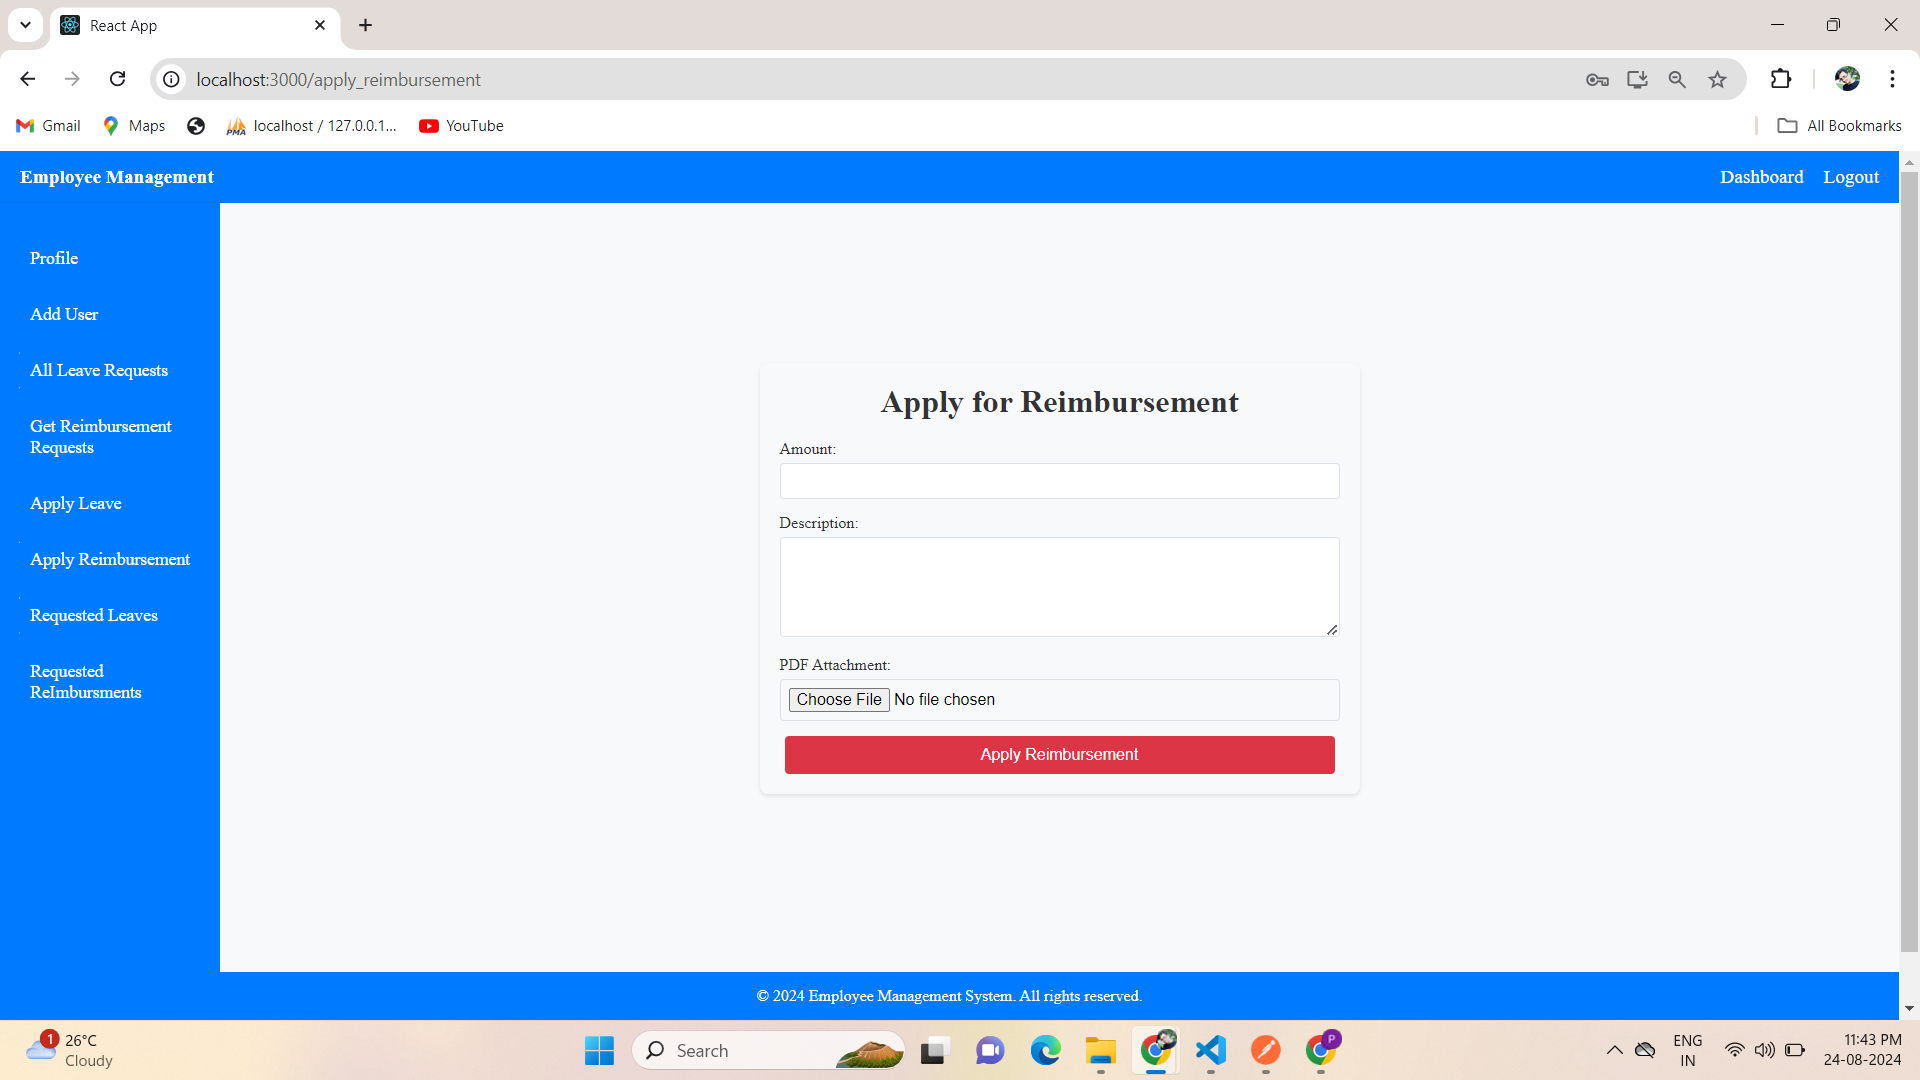 React App
localhost:3000/apply_reimbursement
Gmail
Maps
PMA
localhost / 127.0.0.1...
YouTube
All Bookmarks
Employee Management
Dashboard
Logout
Profile
Add User
All Leave Requests
Get Reimbursement
Requests
Apply Leave
Apply Reimbursement
Requested Leaves
Requested
ReImbursments
Apply for Reimbursement
Amount:
Description:
PDF Attachment:
Choose File No file chosen
Apply Reimbursement
© 2024 Employee Management System. All rights reserved.
1
26°C
Cloudy
Search
P
ENG
IN
11:43 PM
24-08-2024